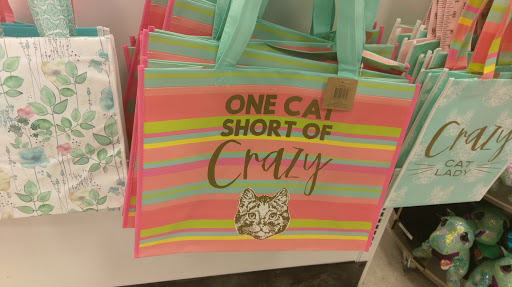 ONE CAT
SHORT OF
Crazy
Crazy
CAT
LADY